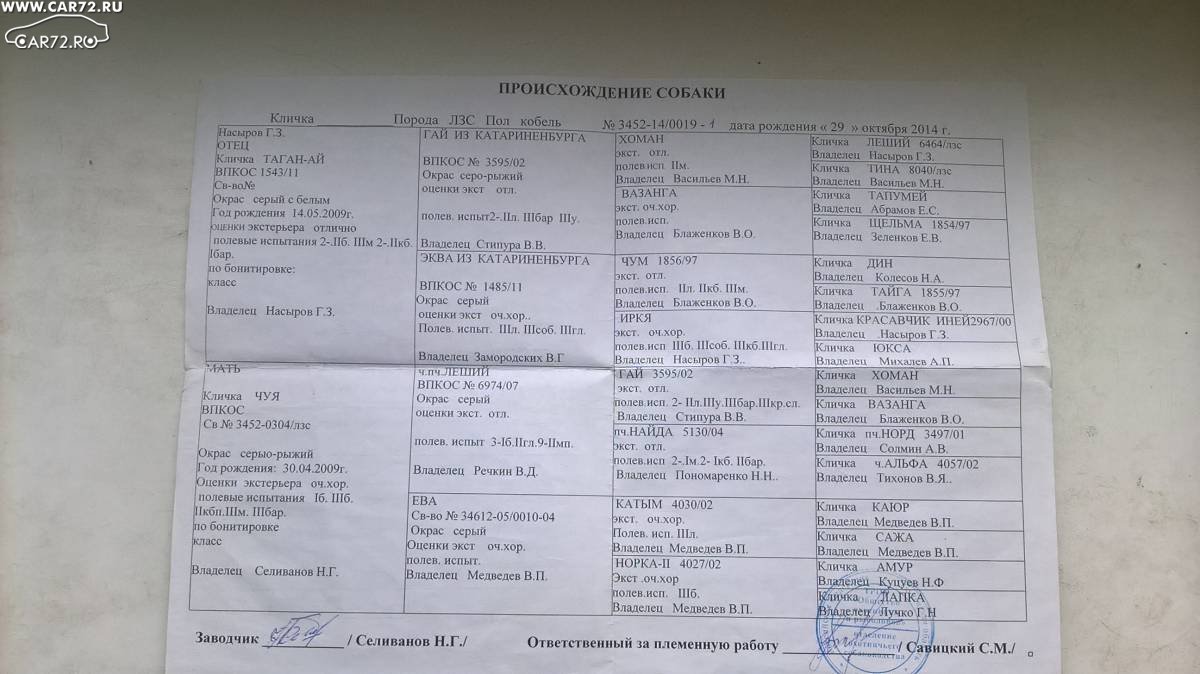 WWW.CAR72.RU
CAR72.RU
ПРОИСХОЖДЕНИЕ СОБАКИ
Кличка Порода ЛЗС Пол кобель № 3452-14/0019 - 1 дата рождения « 29 » октября 2014 г.
Насыров Г.З.
ОТЕЦ
Кличка ТАГАН-АЙ
ВПКОС 1543/11
Св-во№
Окрас серый с белым
Год рождения 14.05.2009г.
оценки экстерьера отлично
полевые испытания 2-.IIб. IIIм 2-.IIкб.
Iбар.
по бонитировке:
класс
Владелец Насыров Г.З.
ГАЙ ИЗ КАТАРИНЕНБУРГА
ВПКОС № 3595/02
Окрас серо-рыжий
оценки экст отл.
полев. испыт2-.IIл. IIIбар IIIу.
Владелец Стипура В.В.
ЭКВА ИЗ КАТАРИНЕНБУРГА
ВПКОС № 1485/11
Окрас серый
оценки экст оч.хор..
Полев. испыт. IIIл. IIIсоб. IIIгл.
Владелец Замородских В.Г
ХОМАН
экст. отл.
полев.исп IIм.
Владелец Васильев М.Н.
ВАЗАНГА
экст. оч.хор.
полев.исп.
Владелец Блаженков В.О.
ЧУМ 1856/97
экст. отл.
полев.исп. IIл. IIкб. IIIм.
Владелец Блаженков В.О.
ИРКЯ
экст. оч.хор.
полев.исп IIIб. IIIсоб. IIIкб.IIIгл.
Владелец Насыров Г.З..
Кличка ЛЕШИЙ 6464/лзс
Владелец Насыров Г.З.
Кличка ТИНА 8040/лзс
Владелец Васильев М.Н.
Кличка ТАПУМЕЙ
Владелец Абрамов Е.С.
Кличка ЩЕЛЬМА 1854/97
Владелец Зеленков Е.В.
Кличка ДИН
Владелец Колесов Н.А.
Кличка ТАЙГА 1855/97
Владелец .Блаженков В.О.
Кличка КРАСАВЧИК ИНЕЙ2967/00
Владелец .Насыров Г.З.
Кличка ЮКСА
Владелец Михалев А.П.
МАТЬ
Кличка ЧУЯ
ВПКОС
Св № 3452-0304/лзс
Окрас серыо-рыжий
Год рождения: 30.04.2009г.
Оценки экстерьера оч.хор.
полевые испытания Iб. IIIб.
IIкбп.IIIм. IIIбар.
по бонитировке
класс
Владелец Селиванов Н.Г.
ч.пч.ЛЕШИЙ
ВПКОС № 6974/07
Окрас серый
оценки экст. отл.
полев. испыт 3-Iб.IIгл.9-IIмп.
Владелец Речкин В.Д.
ЕВА
Св-во № 34612-05/0010-04
Окрас серый
Оценки экст оч.хор.
полев. испыт.
Владелец Медведев В.П.
ГАЙ 3595/02
экст. отл.
полев.исп. 2- IIл.IIIу.IIIбар.IIIкр.сл.
Владелец Стипура В.В.
пч.НАЙДА 5130/04
экст. отл.
полев.исп 2-.Iм.2- Iкб. IIбар.
Владелец Пономаренко Н.Н..
КАТЫМ 4030/02
экст. оч.хор.
Полев. исп. IIIл.
Владелец Медведев В.П.
НОРКА-II 4027/02
Экст .оч.хор
полев.исп. IIIб.
Владелец Медведев В.П.
Кличка ХОМАН
Владелец Васильев М.Н.
Кличка ВАЗАНГА
Владелец Блаженков В.О.
Кличка пч.НОРД 3497/01
Владелец Солмин А.В.
Кличка ч.АЛЬФА 4057/02
Владелец Тихонов В.Я..
Кличка КАЮР
Владелец Медведев В.П.
Кличка САЖА
Владелец Медведев В.П.
Кличка АМУР
Владелец Куцуев Н.Ф
Кличка ЛАПКА
Владелец Лучко Г.Н
Заводчик / Селиванов Н.Г./ Ответственный за племенную работу / Савицкий С.М./